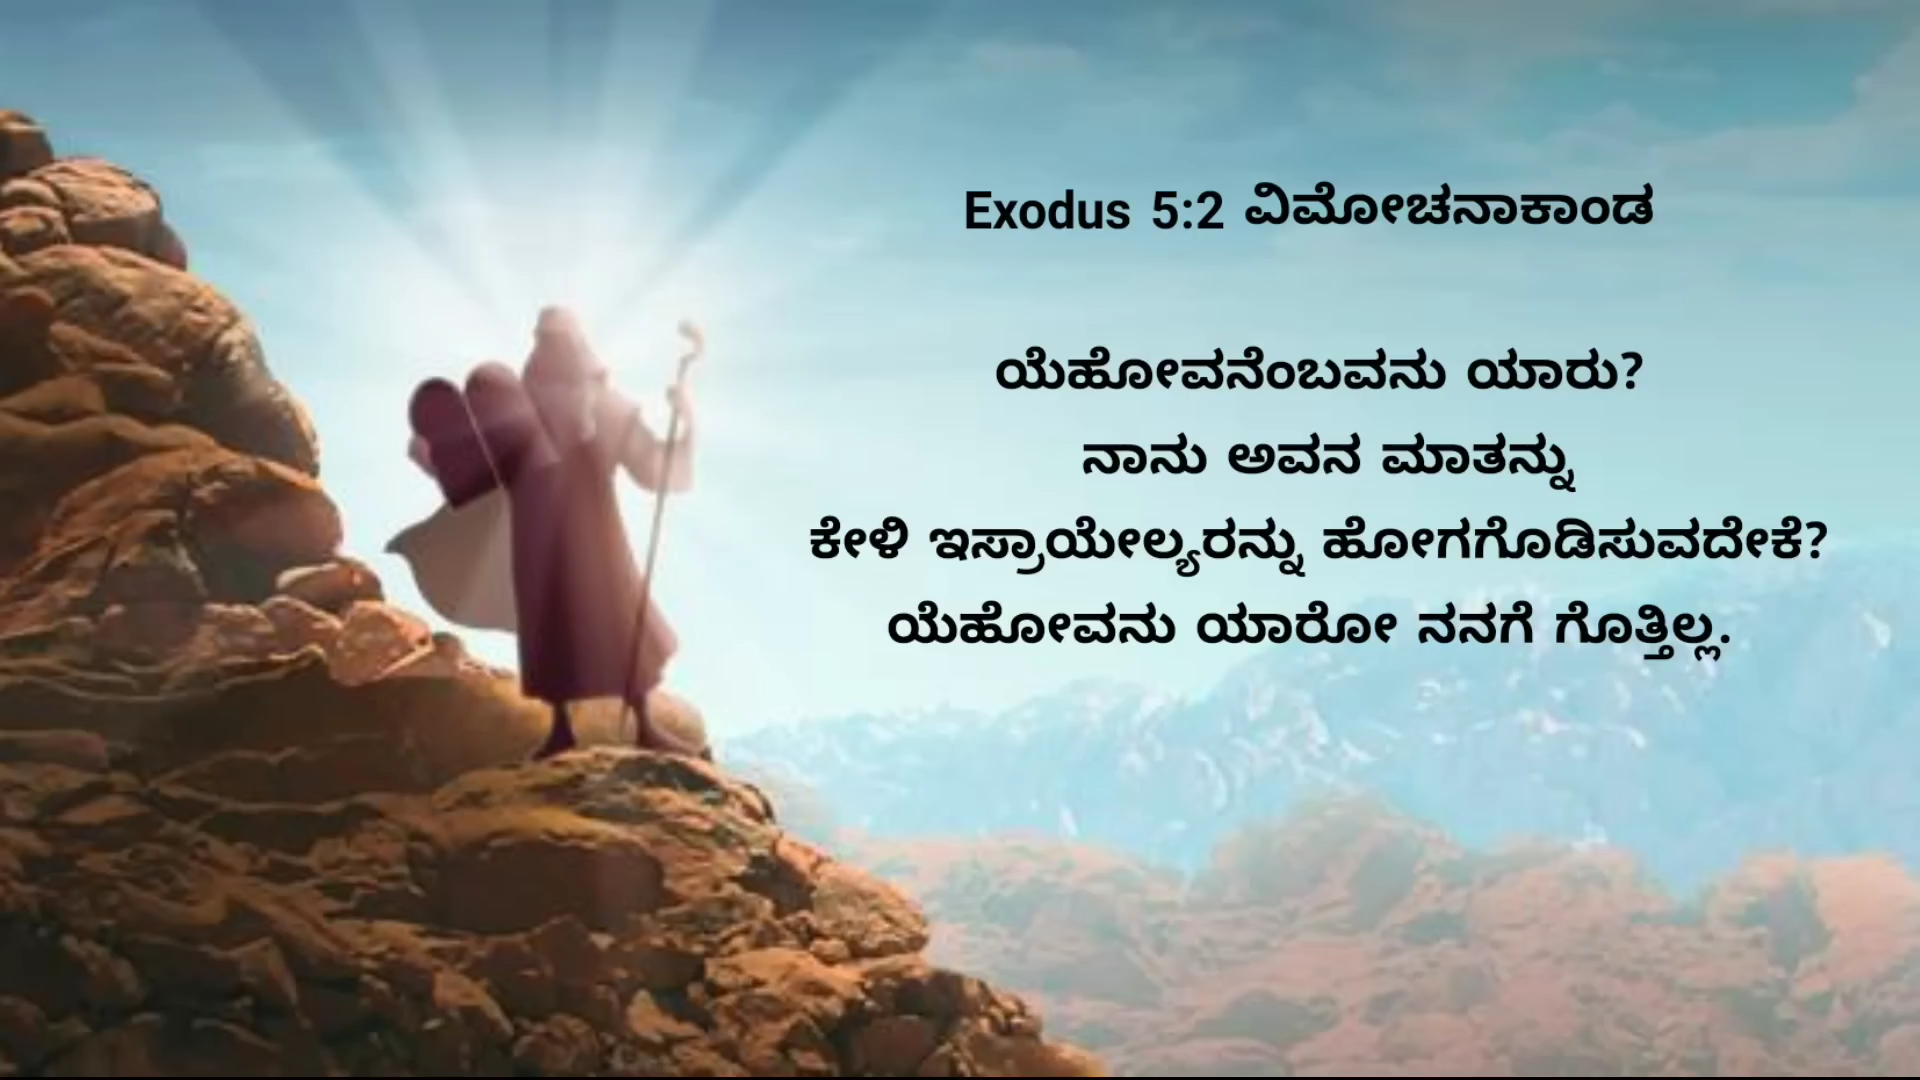 Exodus 5:2 ವಿಮೋಚನಾಕಾಂಡ
ಯೆಹೋವನೆಂಬವನು ಯಾರು?
ನಾನು ಅವನ ಮಾತನ್ನು
ಕೇಳಿ ಇಸ್ರಾಯೇಲ್ಯರನ್ನು ಹೋಗಗೊಡಿಸುವದೇಕೆ?
ಯೆಹೋವನು ಯಾರೋ ನನಗೆ ಗೊತ್ತಿಲ್ಲ.